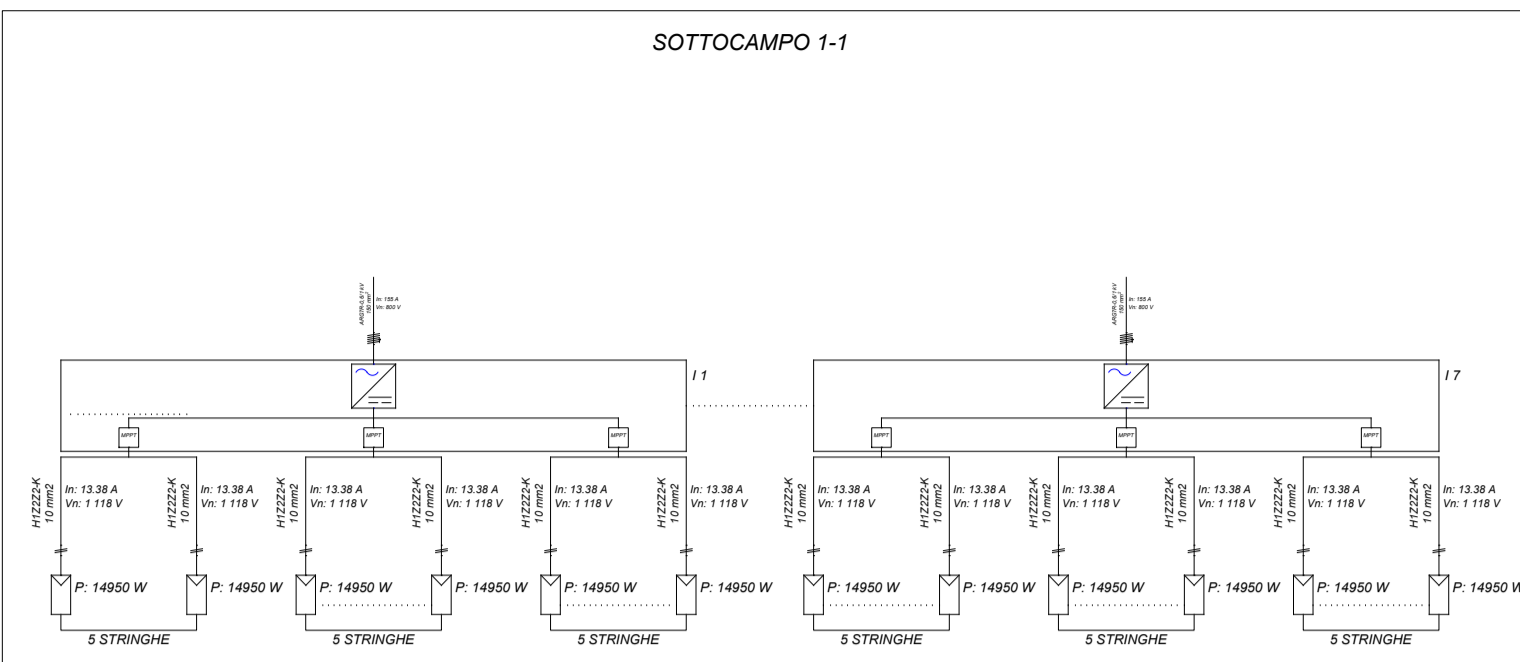 SOTTOCAMPO 1-1
ARG7R-0,6/1 kV
150 mm²
In: 155 A
Vn: 800 V
ARG7R-0,6/1 kV
150 mm²
In: 155 A
Vn: 800 V
I 1
I 7
MPPT
MPPT
MPPT
MPPT
MPPT
MPPT
H1Z2Z2-K
10 mm2
In: 13.38 A
Vn: 1 118 V
H1Z2Z2-K
10 mm2
In: 13.38 A
Vn: 1 118 V
H1Z2Z2-K
10 mm2
In: 13.38 A
Vn: 1 118 V
H1Z2Z2-K
10 mm2
In: 13.38 A
Vn: 1 118 V
H1Z2Z2-K
10 mm2
In: 13.38 A
Vn: 1 118 V
H1Z2Z2-K
10 mm2
In: 13.38 A
Vn: 1 118 V
H1Z2Z2-K
10 mm2
In: 13.38 A
Vn: 1 118 V
H1Z2Z2-K
10 mm2
In: 13.38 A
Vn: 1 118 V
H1Z2Z2-K
10 mm2
In: 13.38 A
Vn: 1 118 V
H1Z2Z2-K
10 mm2
In: 13.38 A
Vn: 1 118 V
H1Z2Z2-K
10 mm2
In: 13.38 A
Vn: 1 118 V
H1Z2Z2-K
10 mm2
In: 13.38 A
Vn: 1 118 V
P: 14950 W
P: 14950 W
P: 14950 W
P: 14950 W
P: 14950 W
P: 14950 W
P: 14950 W
P: 14950 W
P: 14950 W
P: 14950 W
P: 14950 W
P: 14950 W
5 STRINGHE
5 STRINGHE
5 STRINGHE
5 STRINGHE
5 STRINGHE
5 STRINGHE